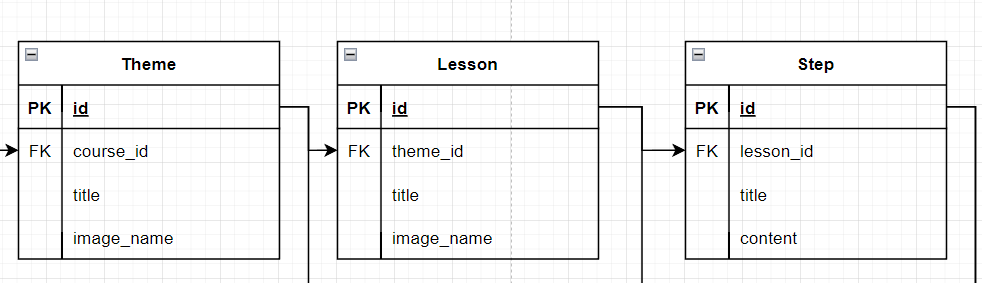 Theme
PK id
FK course_id
title
image_name
Lesson
PK id
FK theme_id
title
image_name
Step
PK id
FK lesson_id
title
content